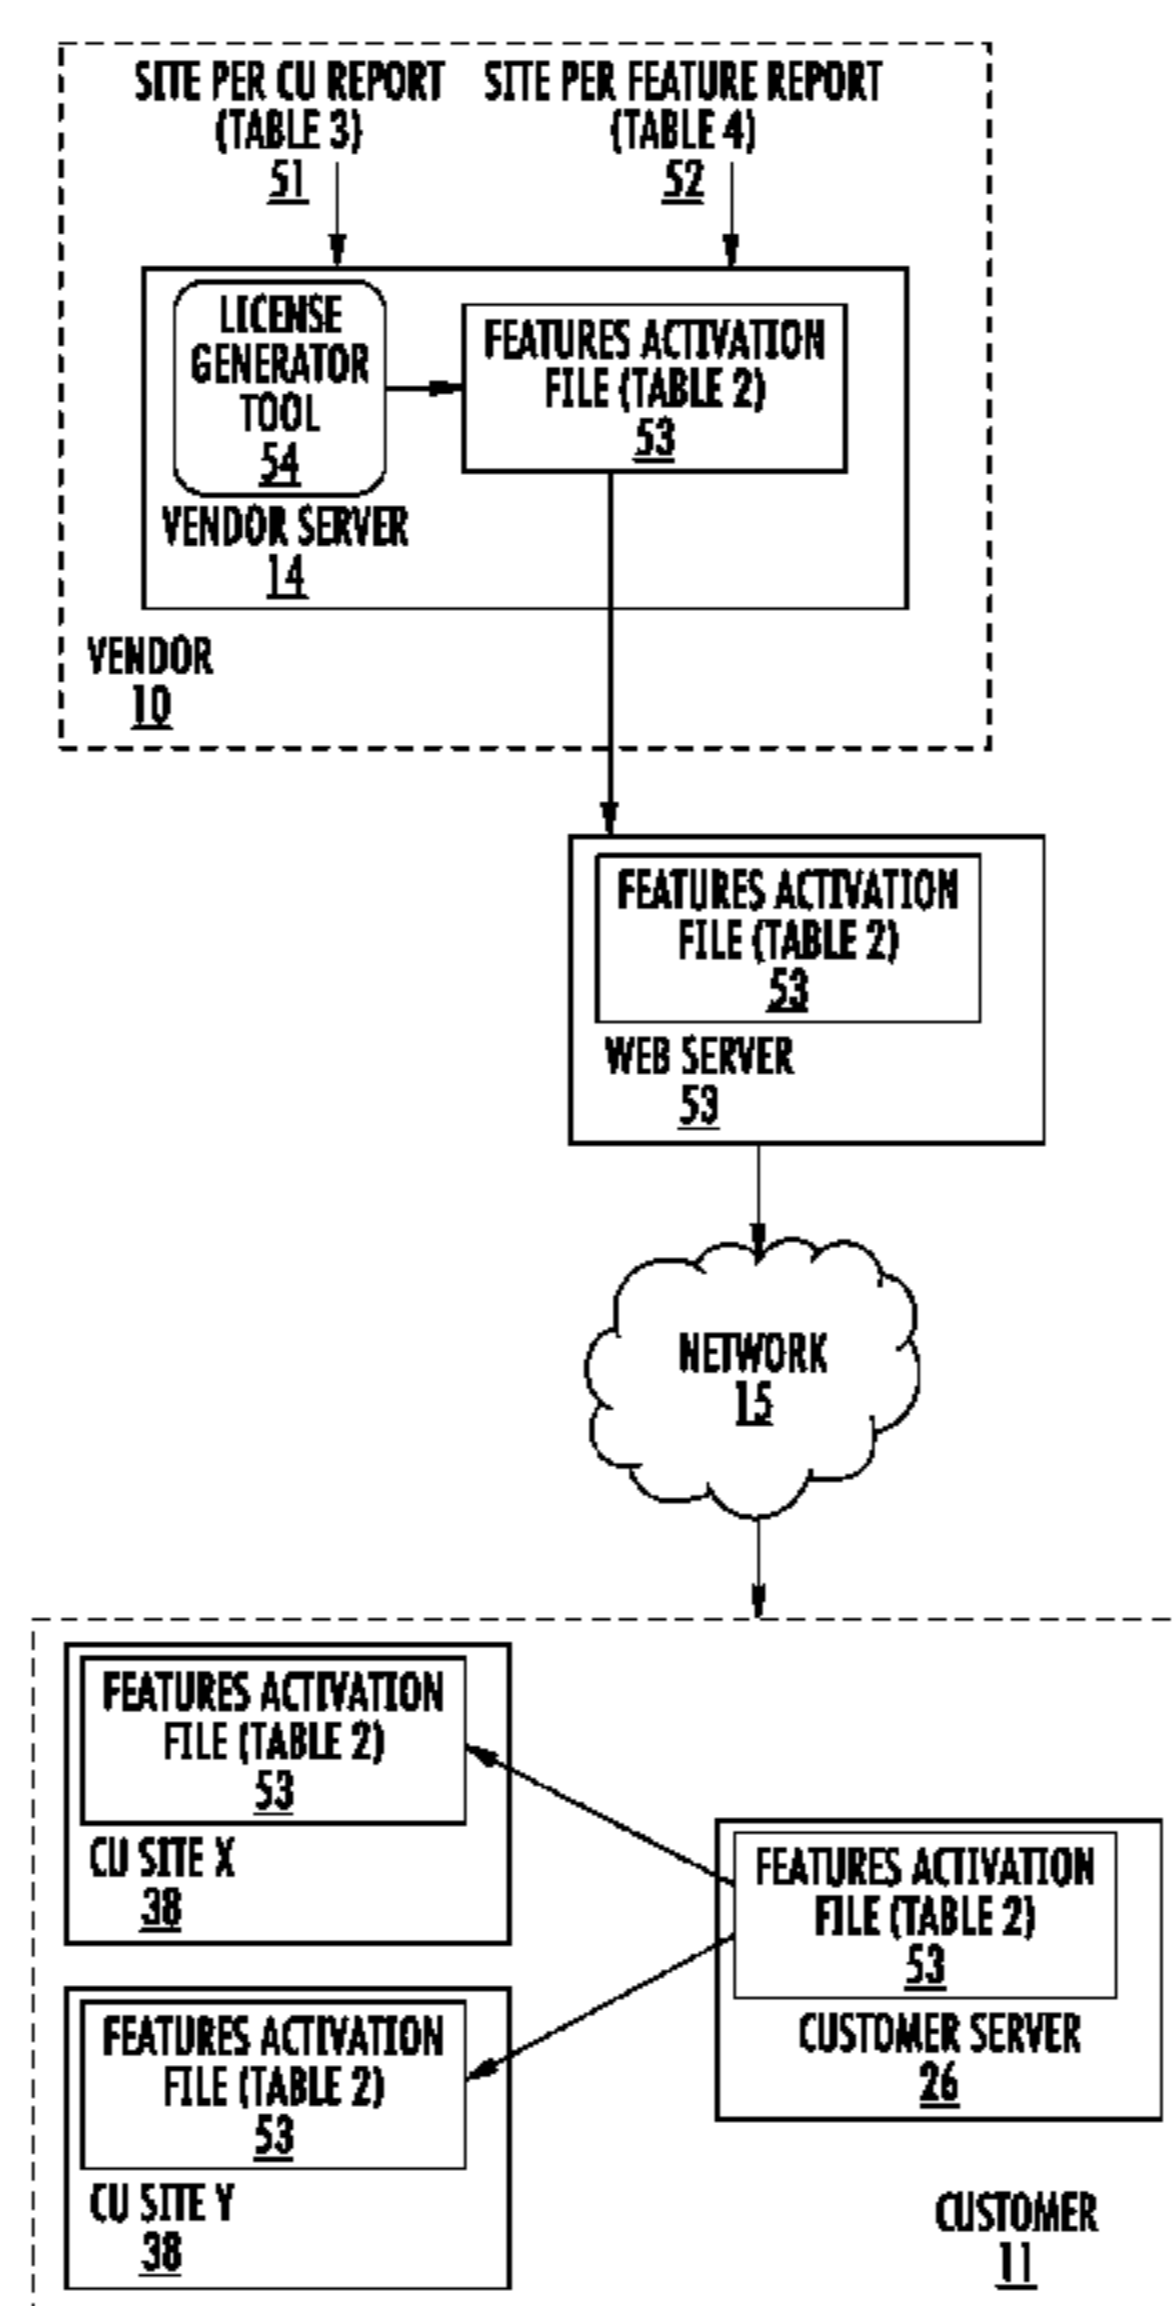 SITE PER CU REPORT
(TABLE 3)
51
SITE PER FEATURE REPORT
(TABLE 4)
52
LICENSE
GENERATOR
TOOL
54
FEATURES ACTIVATION
FILE (TABLE 2)
53
VENDOR SERVER
14
VENDOR
10
FEATURES ACTIVATION
FILE (TABLE 2)
53
WEB SERVER
53
NETWORK
15
FEATURES ACTIVATION
FILE (TABLE 2)
53
CU SITE X
38
FEATURES ACTIVATION
FILE (TABLE 2)
53
CUSTOMER SERVER
26
FEATURES ACTIVATION
FILE (TABLE 2)
53
CU SITE Y
38
CUSTOMER
11